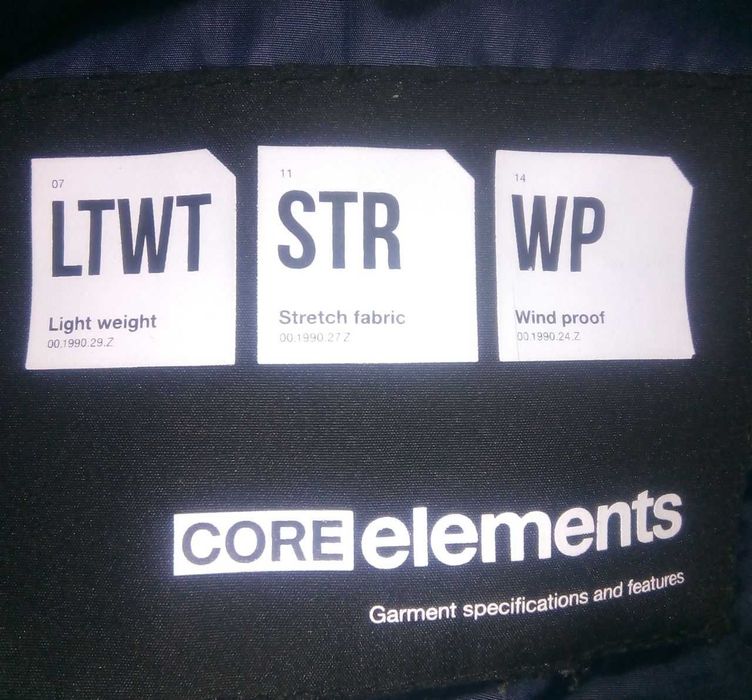 07
LTWT
Light weight
00.1990.29.Z
11
STR
Stretch fabric
00.1990.27.Z
14
WP
Wind proof
00.1990.24.Z
CORE elements
Garment specifications and features